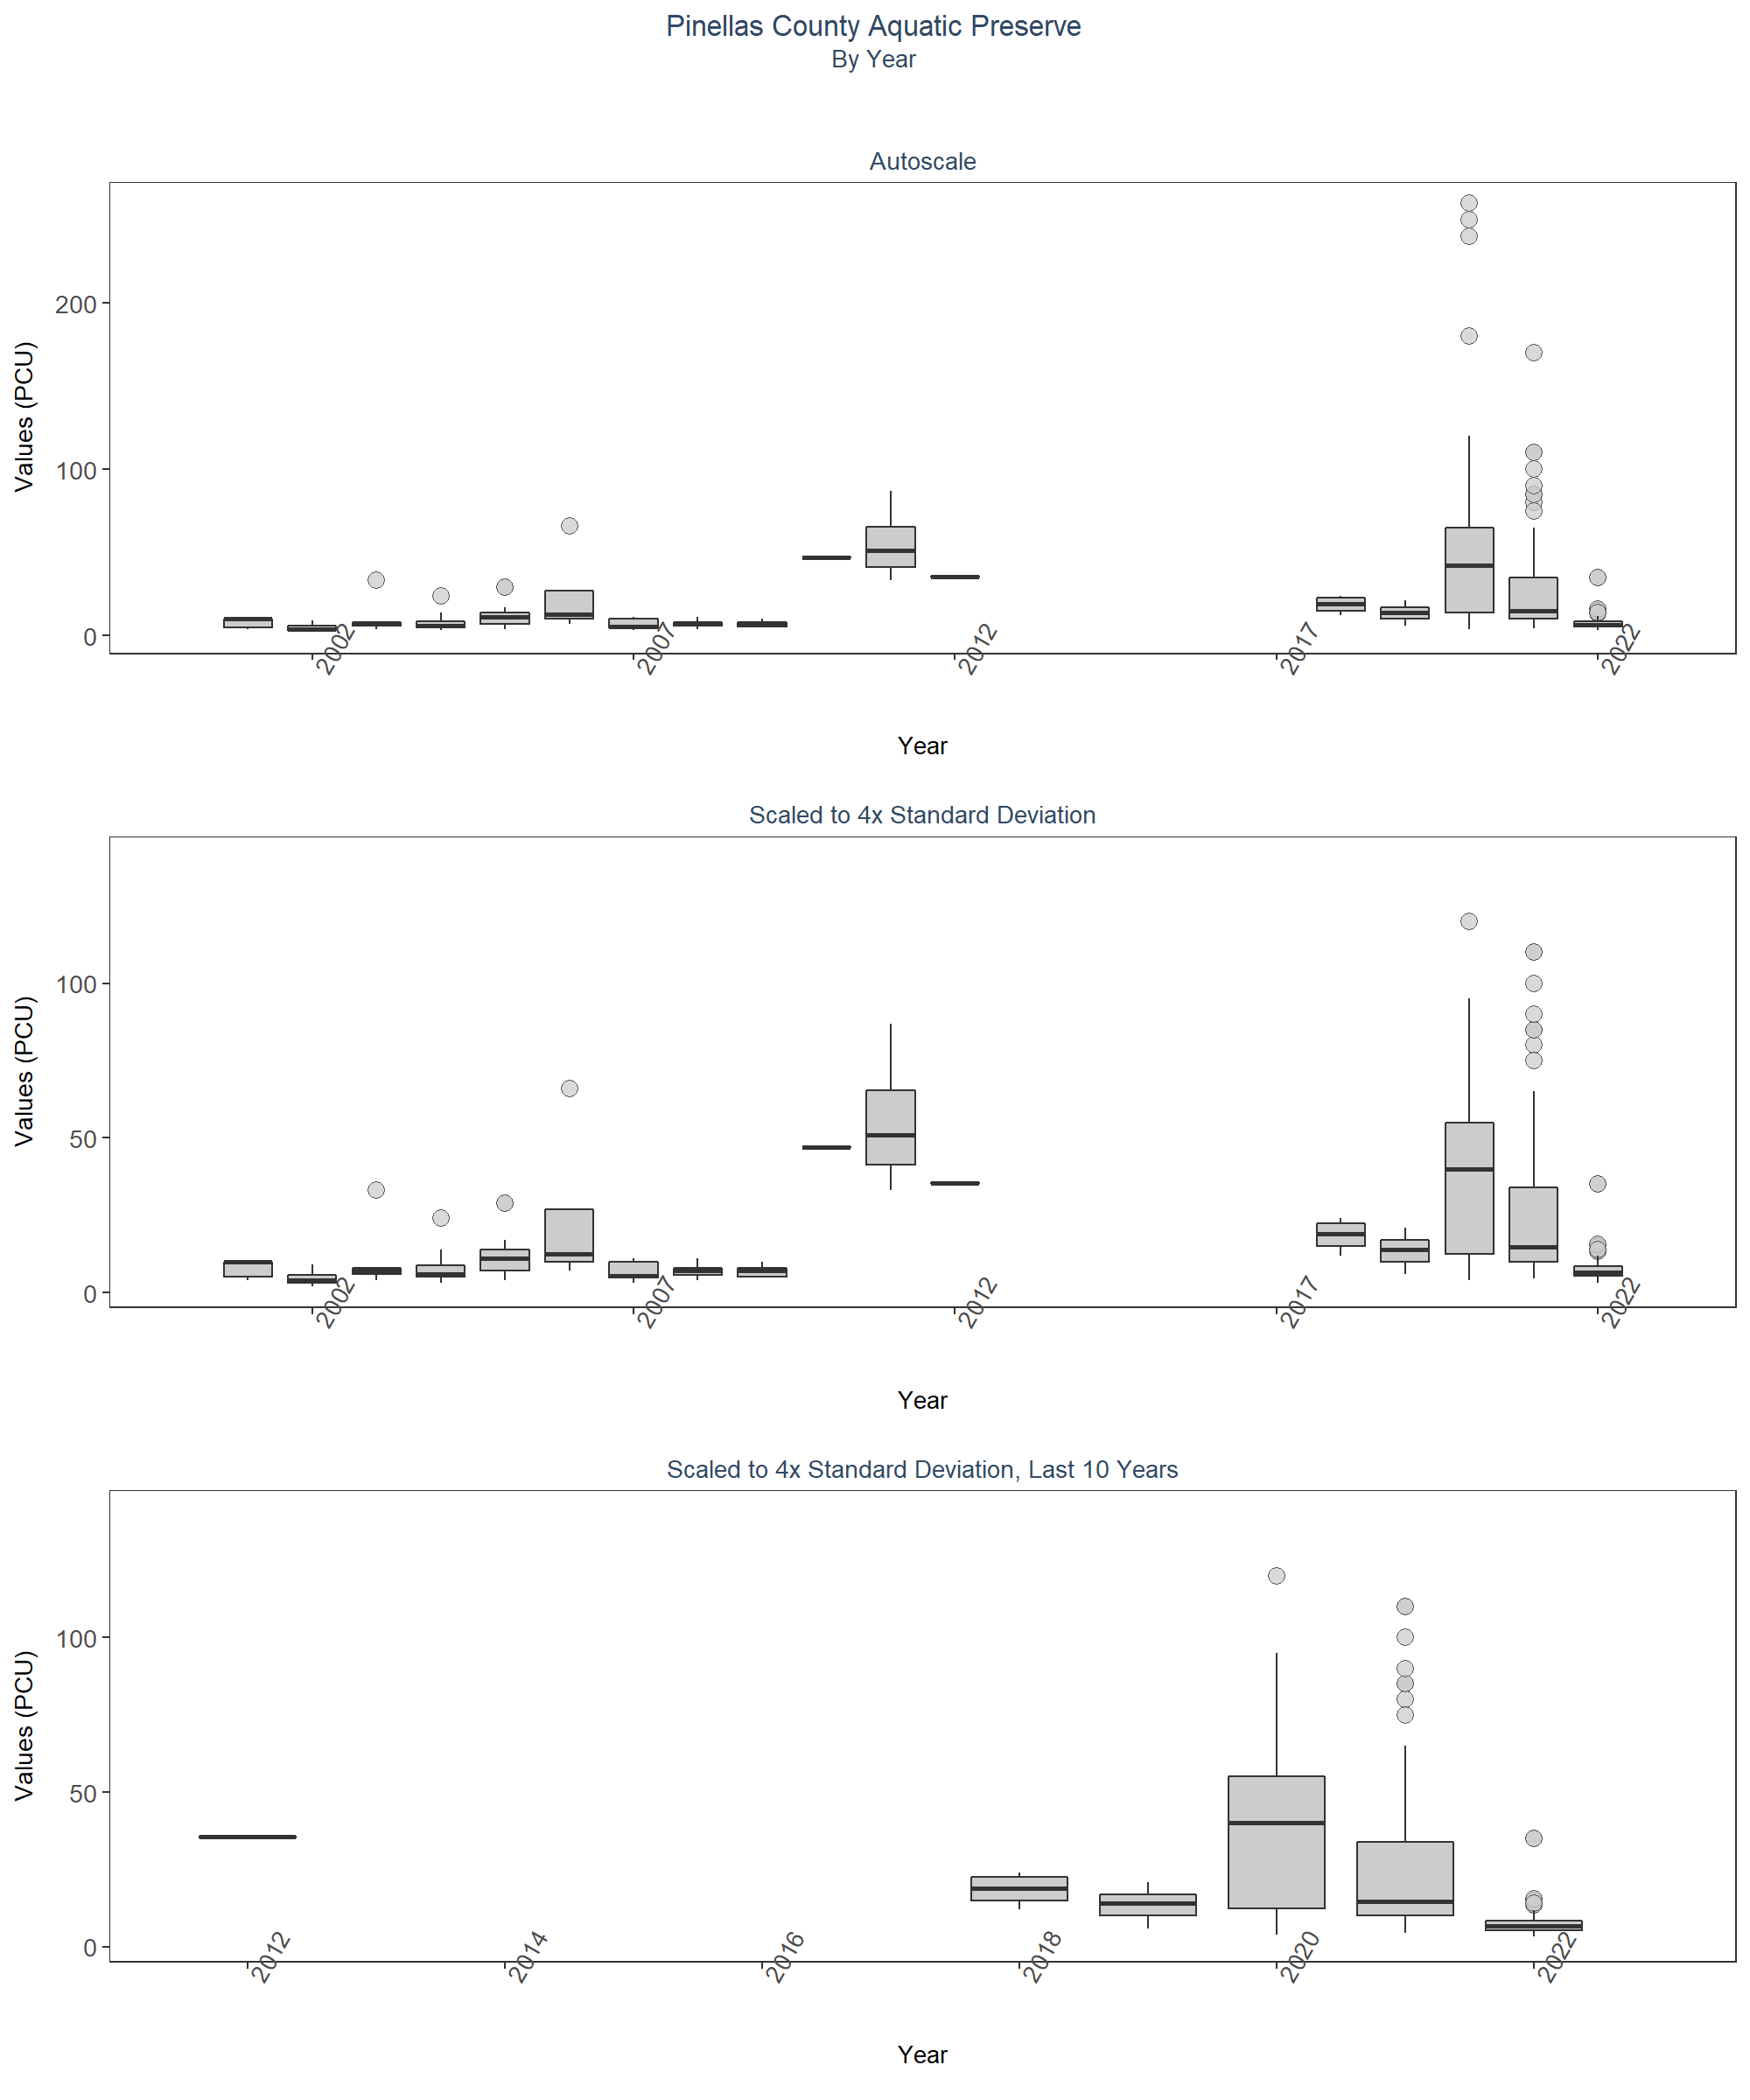 Pinellas County Aquatic Preserve
By Year
Autoscale
Values (PCU)
200
100
0
2002
2007
2012
2017
2022
Year
Scaled to 4x Standard Deviation
Values (PCU)
100
50
0
2002
2007
2012
2017
2022
Year
Scaled to 4x Standard Deviation, Last 10 Years
Values (PCU)
100
50
0
2012
2014
2016
2018
2020
2022
Year